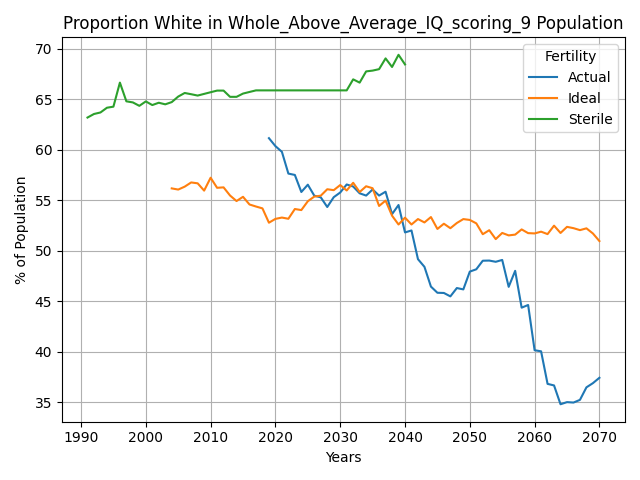 Proportion White in Whole_Above_Average_IQ_scoring_9 Population
70
65
60
55
50
45
40
35
% of Population
Fertility
Actual
Ideal
Sterile
1990 2000 2010 2020 2030 2040 2050 2060 2070
Years